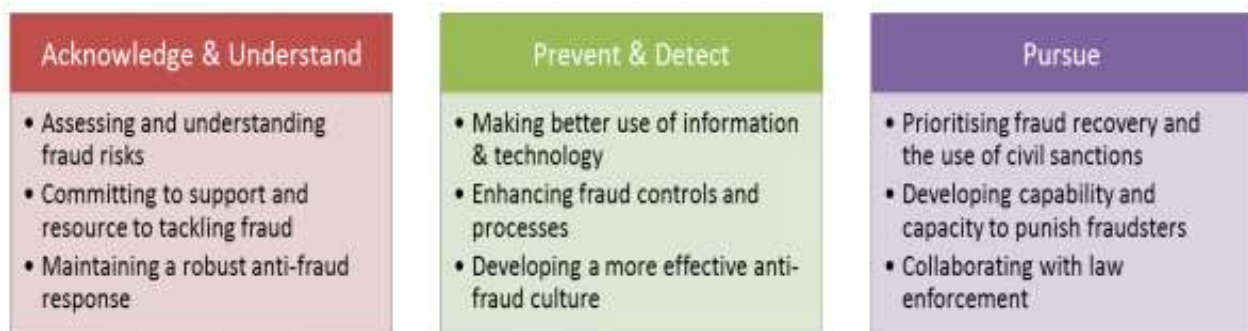 Acknowledge & Understand
• Assessing and understanding
fraud risks
• Committing to support and
resource to tackling fraud
• Maintaining a robust anti-fraud
response
Prevent & Detect
• Making better use of information
& technology
• Enhancing fraud controls and
processes
• Developing a more effective anti-
fraud culture
Pursue
• Prioritising fraud recovery and
the use of civil sanctions
• Developing capability and
capacity to punish fraudsters
• Collaborating with law
enforcement